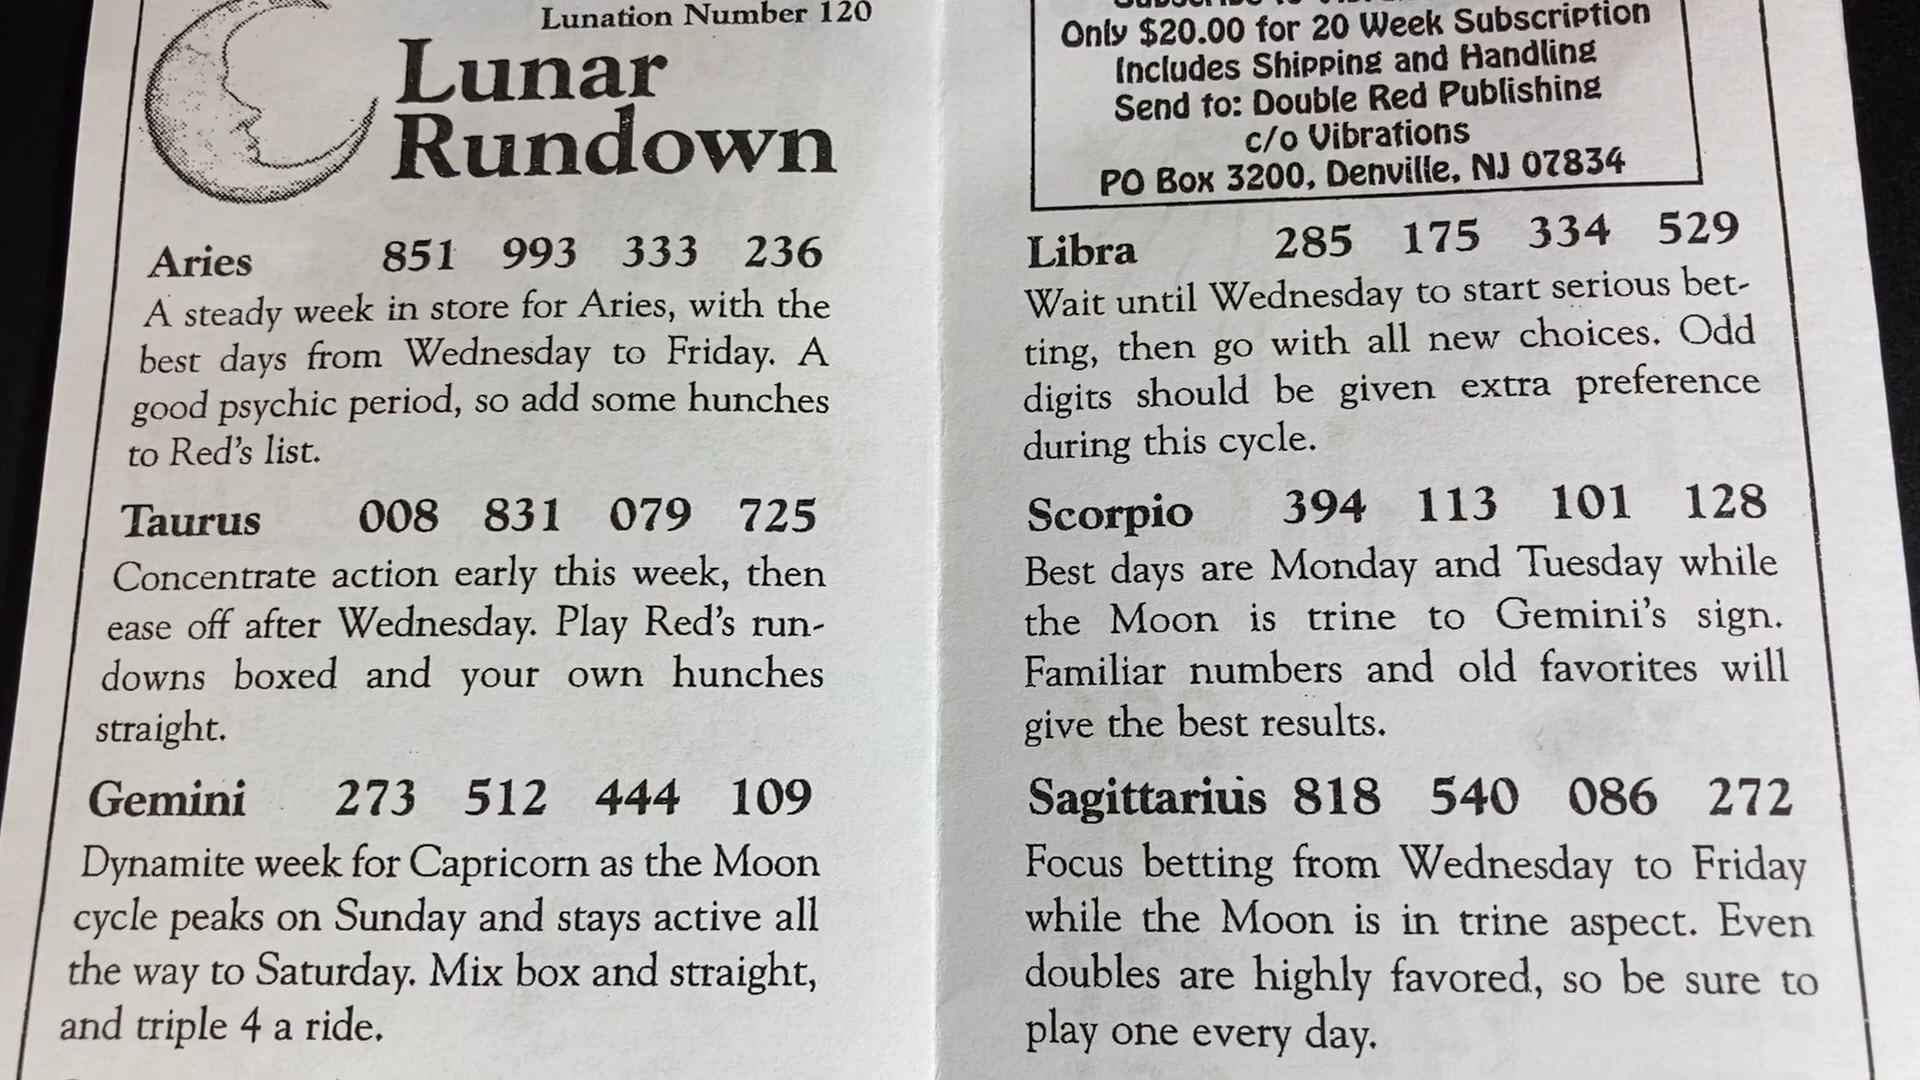 Lunation Number 120
Lunar
Rundown
Aries 851 993 333 236
A steady week in store for Aries, with the
best days from Wednesday to Friday. A
good psychic period, so add some hunches
to Red's list.
Taurus 008 831 079 725
Concentrate action early this week, then
ease off after Wednesday. Play Red's run-
downs boxed and your own hunches
straight.
Gemini 273 512 444 109
Dynamite week for Capricorn as the Moon
cycle peaks on Sunday and stays active all
the way to Saturday. Mix box and straight,
and triple 4 a ride.
Only $20.00 for 20 Week Subscription
Includes Shipping and Handling
Send to: Double Red Publishing
c/o Vibrations
PO Box 3200, Denville, NJ 07834
Libra 285 175 334 529
Wait until Wednesday to start serious bet-
ting, then go with all new choices. Odd
digits should be given extra preference
during this cycle.
Scorpio 394 113 101 128
Best days are Monday and Tuesday while
the Moon is trine to Gemini's sign.
Familiar numbers and old favorites will
give the best results.
Sagittarius 818 540 086 272
Focus betting from Wednesday to Friday
while the Moon is in trine aspect. Even
doubles are highly favored, so be sure to
play one every day.